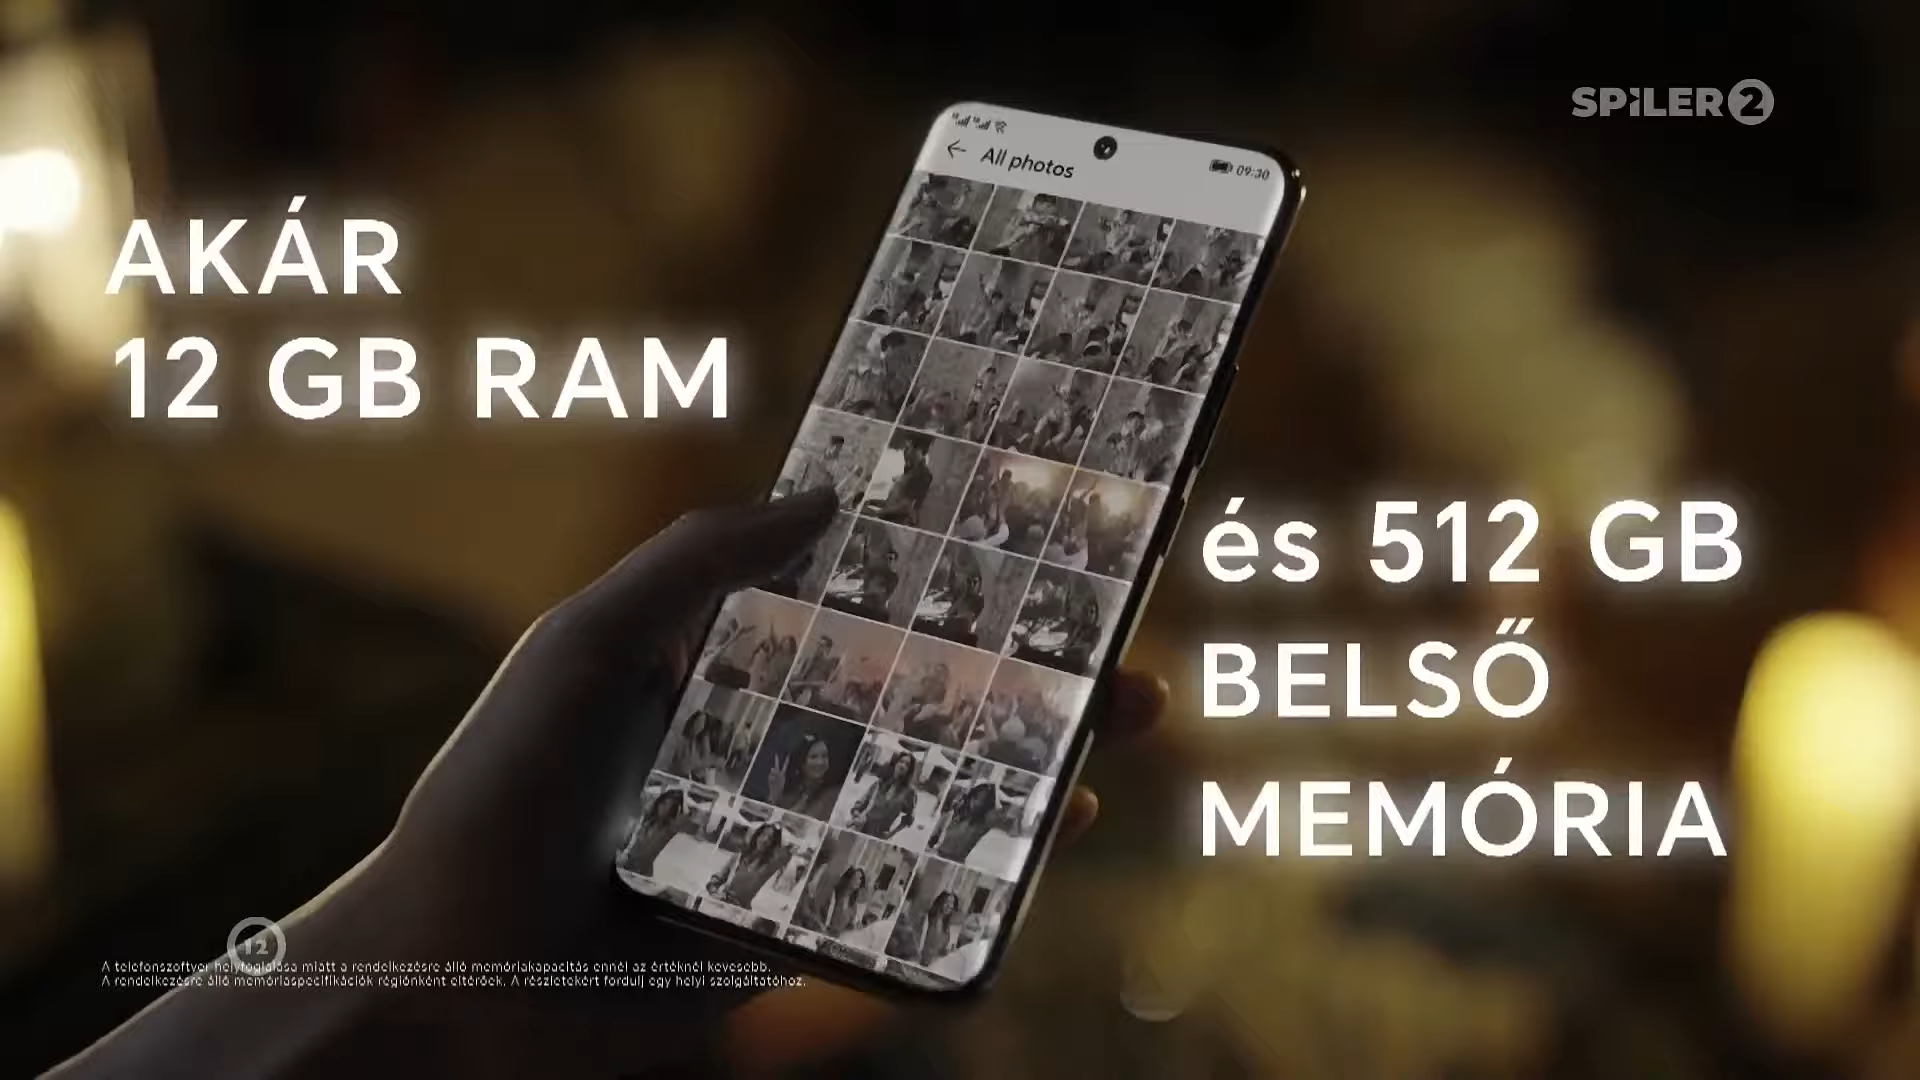 SPÍLER2
All photos
09:30
AKÁR
12 GB RAM
és 512 GB
BELSŐ
MEMÓRIA
12
A telefonszoftver helyfoglalása miatt a rendelkezésre álló memóriakapacitás ennél az értéknél kevesebb.
A rendelkezésre álló memóriaspecifikációk régiónként eltérőek. A részletekért fordulj egy helyi szolgáltatóhoz.